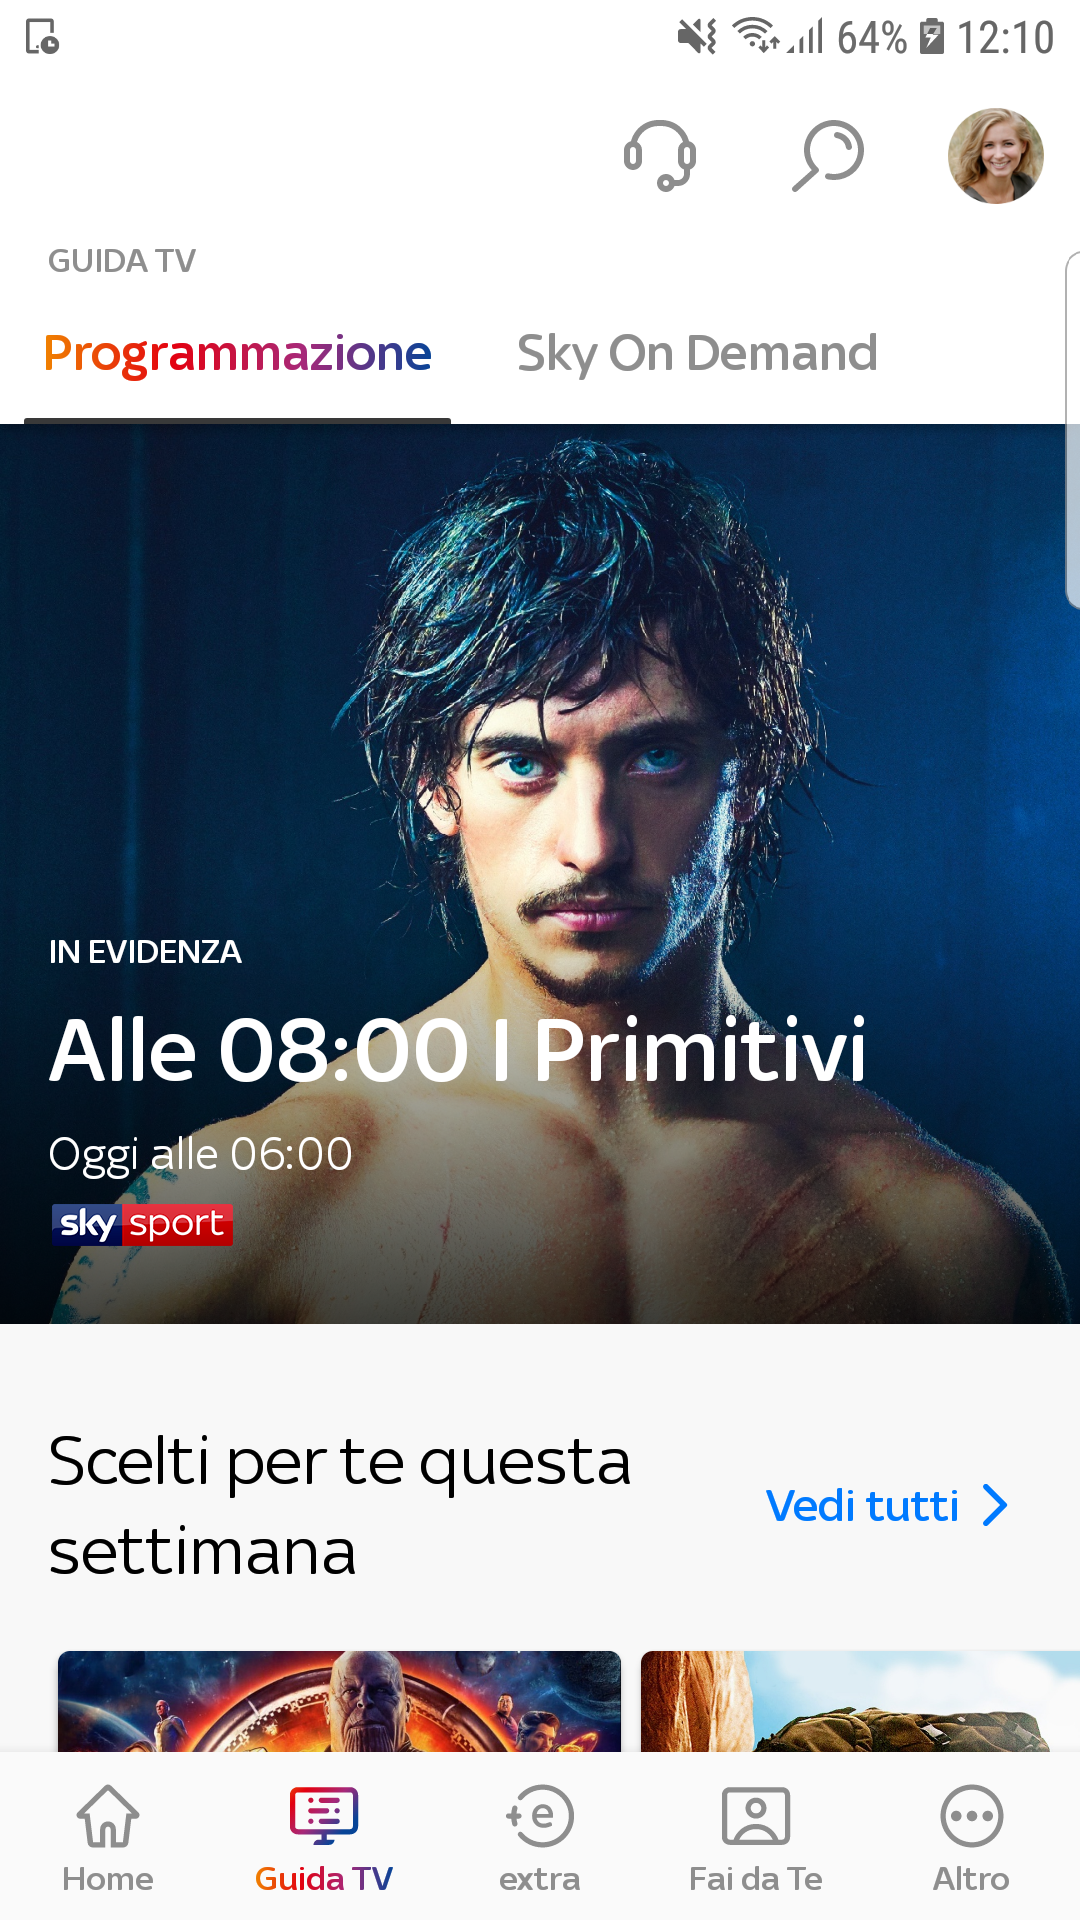 64% 12:10
GUIDA TV
Programmazione Sky On Demand
IN EVIDENZA
Alle 08:00 I Primitivi
Oggi alle 06:00
sky sport
Scelti per te questa
settimana
Vedi tutti
Home Guida TV extra Fai da Te Altro